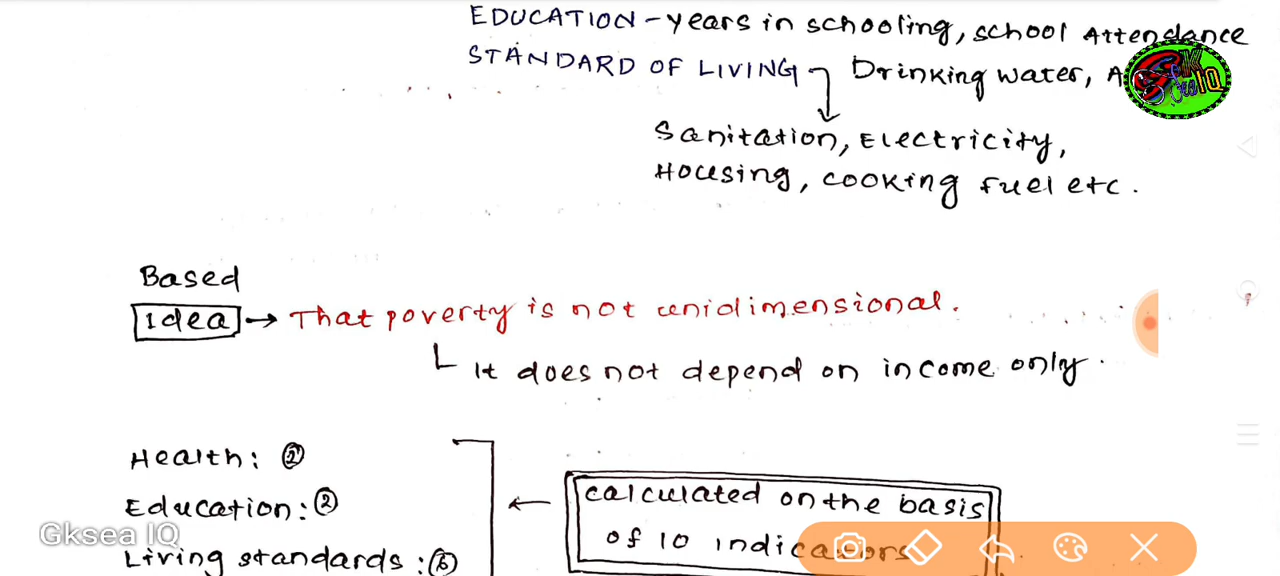 EDUCATION - years in schooling, school Attendance
STANDARD OF LIVING Drinking water, A
Sanitation, Electricity,
Housing, cooking fuel etc.
Based
Idea → That poverty is not unidimensional.
It does not depend on income only.
Health: ②
Education: ②
Living standards: ⑥
calculated on the basis
of 10 indicators
Gksea IQ